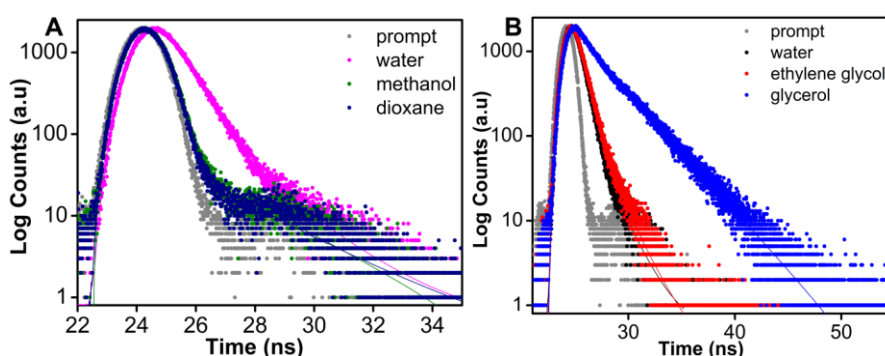 A
prompt
water
methanol
dioxane
Log Counts (a.u)
1000
100
10
1
22 24 26 28 30 32 34
Time (ns)
B
prompt
water
ethylene glycol
glycerol
Log Counts (a.u)
1000
100
10
1
30 40 50
Time (ns)